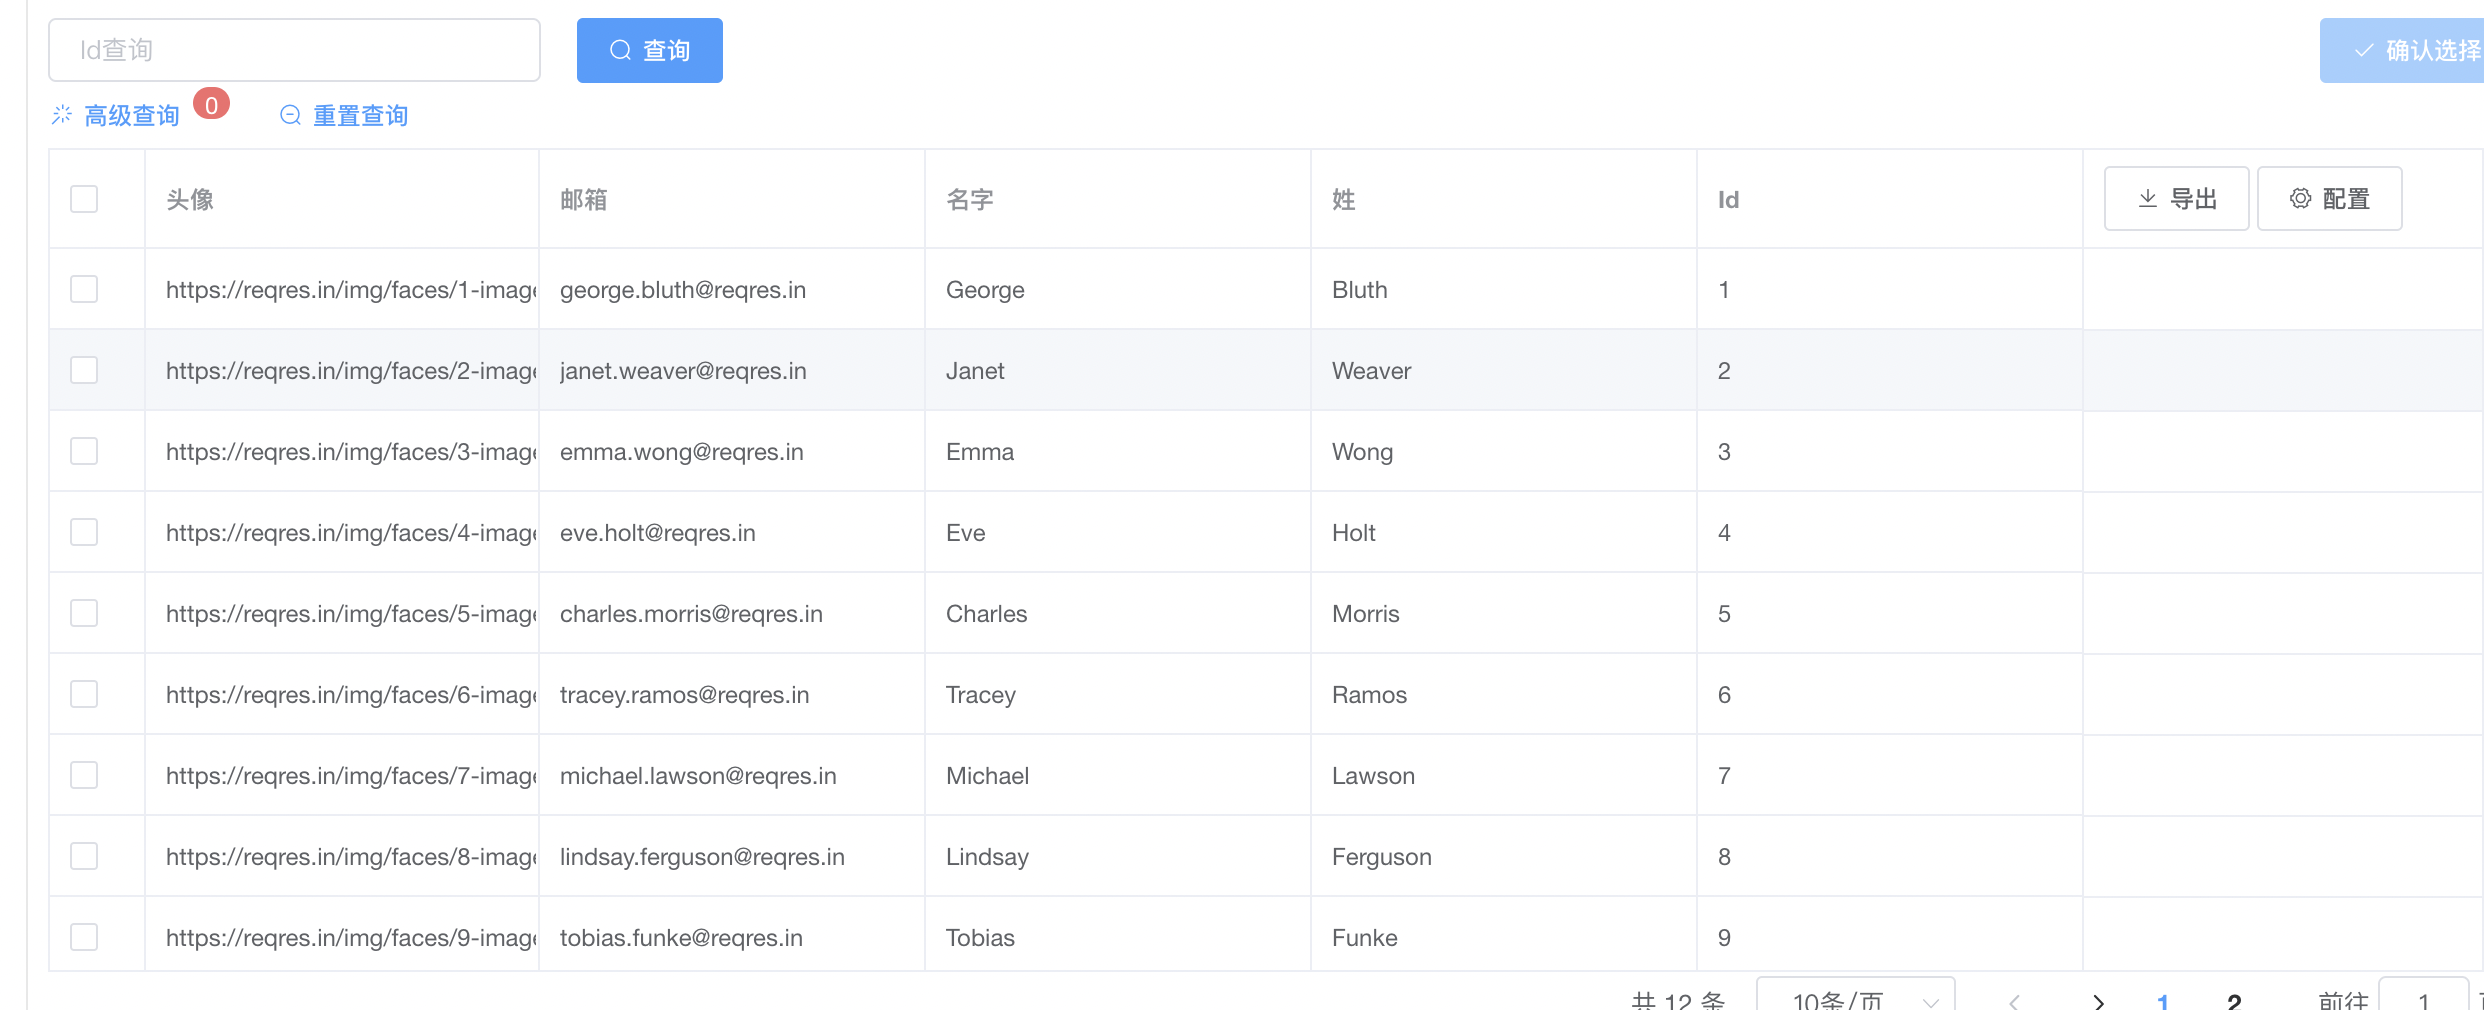 Id查询 查询 确认选择
高级查询 0 重置查询
头像 邮箱 名字 姓 Id 导出 配置
https://reqres.in/img/faces/1-image george.bluth@reqres.in George Bluth 1
https://reqres.in/img/faces/2-image janet.weaver@reqres.in Janet Weaver 2
https://reqres.in/img/faces/3-image emma.wong@reqres.in Emma Wong 3
https://reqres.in/img/faces/4-image eve.holt@reqres.in Eve Holt 4
https://reqres.in/img/faces/5-image charles.morris@reqres.in Charles Morris 5
https://reqres.in/img/faces/6-image tracey.ramos@reqres.in Tracey Ramos 6
https://reqres.in/img/faces/7-image michael.lawson@reqres.in Michael Lawson 7
https://reqres.in/img/faces/8-image lindsay.ferguson@reqres.in Lindsay Ferguson 8
https://reqres.in/img/faces/9-image tobias.funke@reqres.in Tobias Funke 9
共 12 条 10条/页 1 2 前往 1